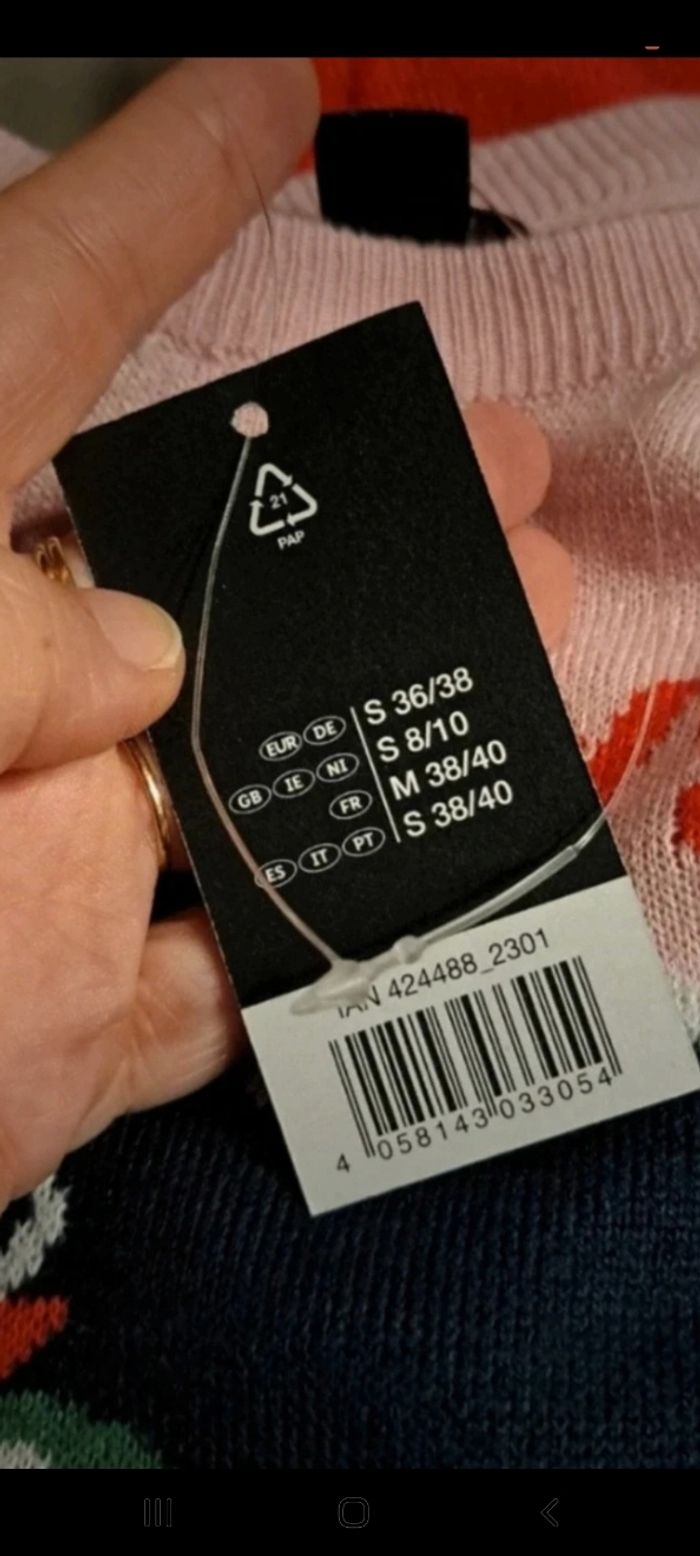 21
PAP
EUR DE S 36/38
GB IE NI S 8/10
FR M 38/40
ES IT PT S 38/40
IAN 424488_2301
4 058143 033054